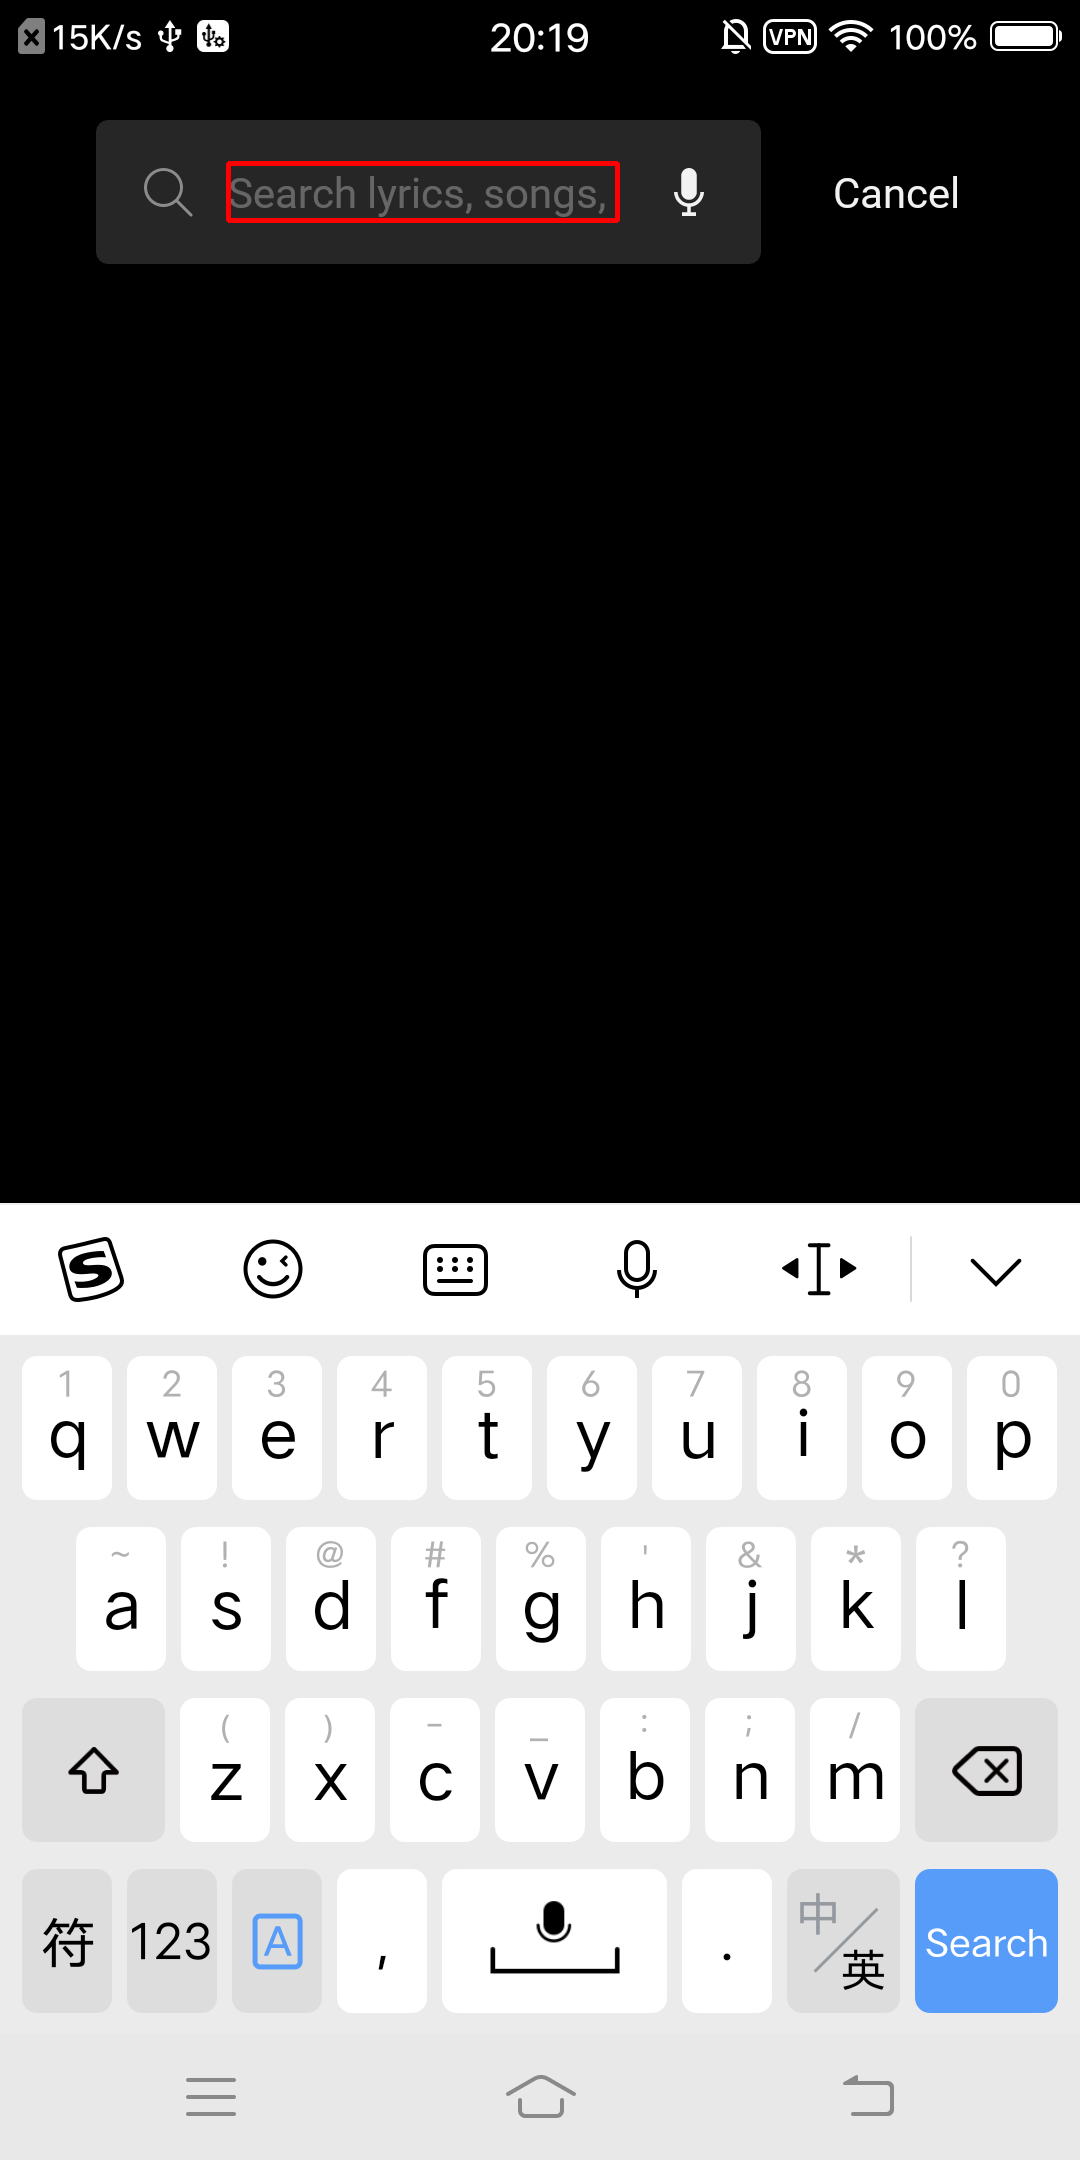 15K/s 20:19 VPN 100%
Search lyrics, songs, Cancel
1 2 3 4 5 6 7 8 9 0
q w e r t y u i o p
~ ! @ # % ' & * ?
a s d f g h j k l
( ) - _ : ; /
z x c v b n m
符 123 A , . 中/英 Search